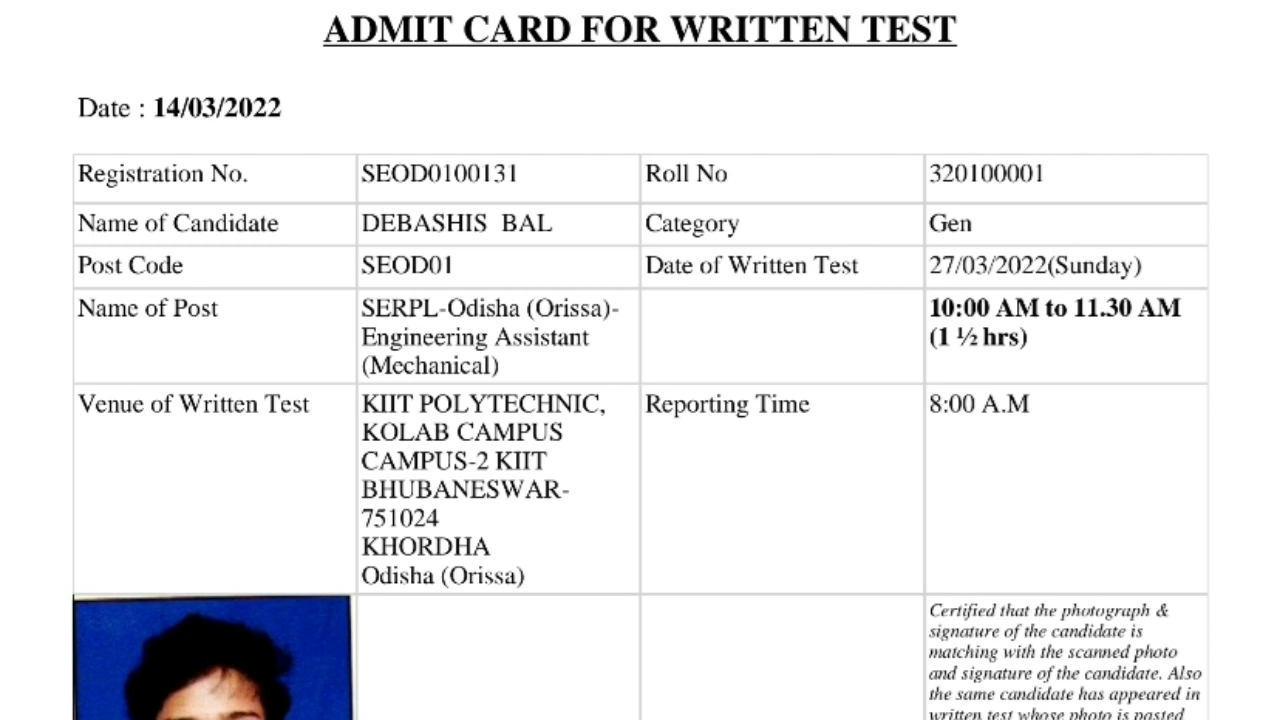 ADMIT CARD FOR WRITTEN TEST
Date : 14/03/2022
Registration No. SEOD0100131 Roll No 320100001
Name of Candidate DEBASHIS BAL Category Gen
Post Code SEOD01 Date of Written Test 27/03/2022(Sunday)
Name of Post
SERPL-Odisha (Orissa)-
Engineering Assistant
(Mechanical)
10:00 AM to 11.30 AM
(1 ½ hrs)
Venue of Written Test
KIIT POLYTECHNIC,
KOLAB CAMPUS
CAMPUS-2 KIIT
BHUBANESWAR-
751024
KHORDHA
Odisha (Orissa)
Reporting Time 8:00 A.M
Certified that the photograph &
signature of the candidate is
matching with the scanned photo
and signature of the candidate. Also
the same candidate has appeared in
written test whose photo is pasted